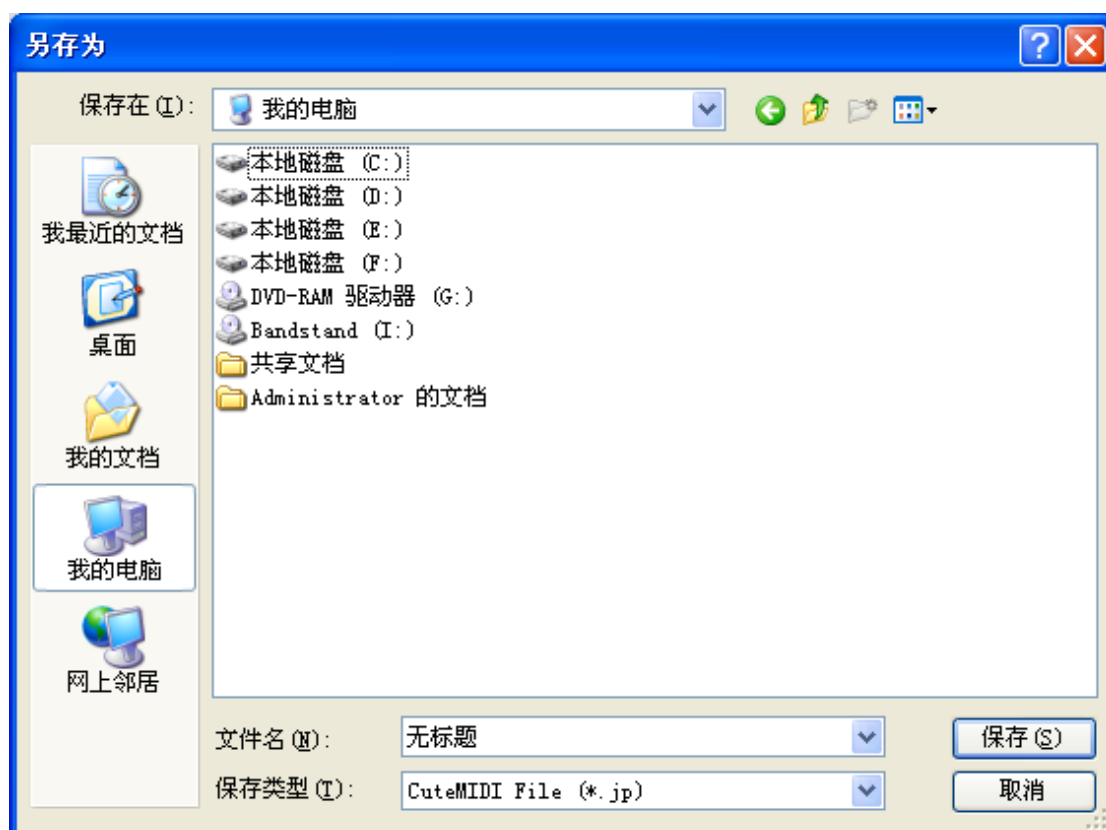 另存为
保存在(I):
我的电脑
我最近的文档
桌面
我的文档
我的电脑
网上邻居
本地磁盘 (C:)
本地磁盘 (D:)
本地磁盘 (E:)
本地磁盘 (F:)
DVD-RAM 驱动器 (G:)
Bandstand (I:)
共享文档
Administrator 的文档
文件名(N):
无标题
保存(S)
保存类型(T):
CuteMIDI File (*.jp)
取消